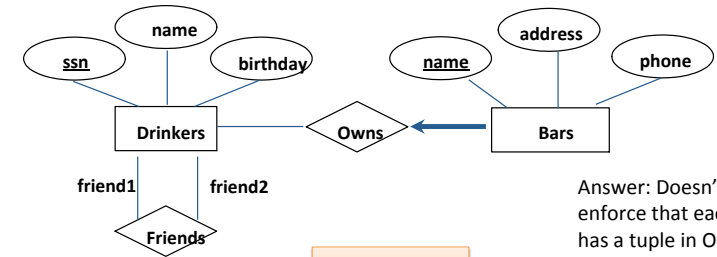 name
ssn
birthday
address
name
phone
Drinkers
Owns
Bars
friend1
friend2
Friends
Answer: Doesn'
enforce that eac
has a tuple in O